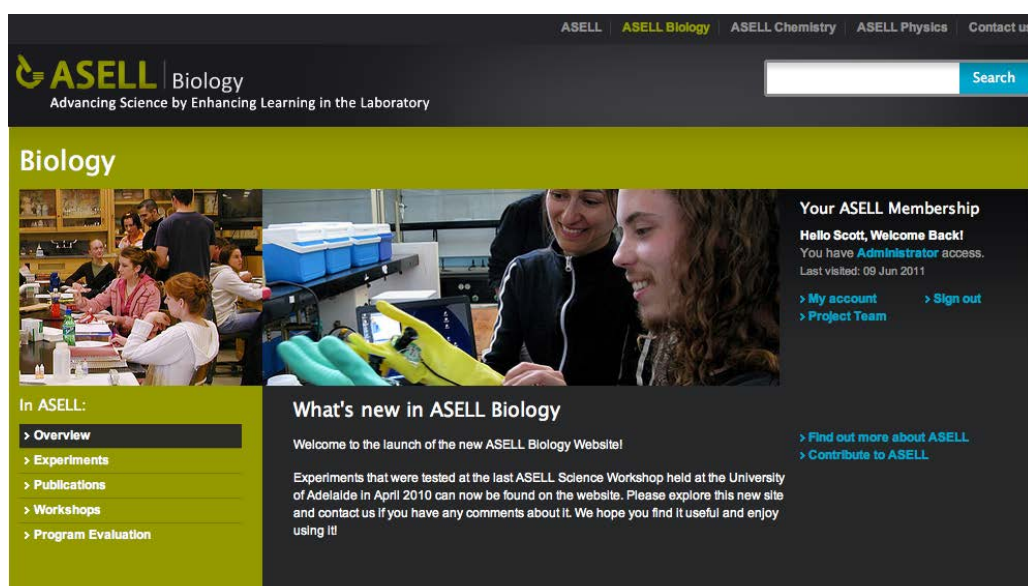 ASELL ASELL Biology ASELL Chemistry ASELL Physics Contact us
ASELL Biology
Advancing Science by Enhancing Learning in the Laboratory
Search
Biology
Your ASELL Membership
Hello Scott, Welcome Back!
You have Administrator access.
Last visited: 09 Jun 2011
> My account > Sign out
> Project Team
In ASELL:
> Overview
> Experiments
> Publications
> Workshops
> Program Evaluation
What's new in ASELL Biology
Welcome to the launch of the new ASELL Biology Website!
Experiments that were tested at the last ASELL Science Workshop held at the University
of Adelaide in April 2010 can now be found on the website. Please explore this new site
and contact us if you have any comments about it. We hope you find it useful and enjoy
using it!
> Find out more about ASELL
> Contribute to ASELL